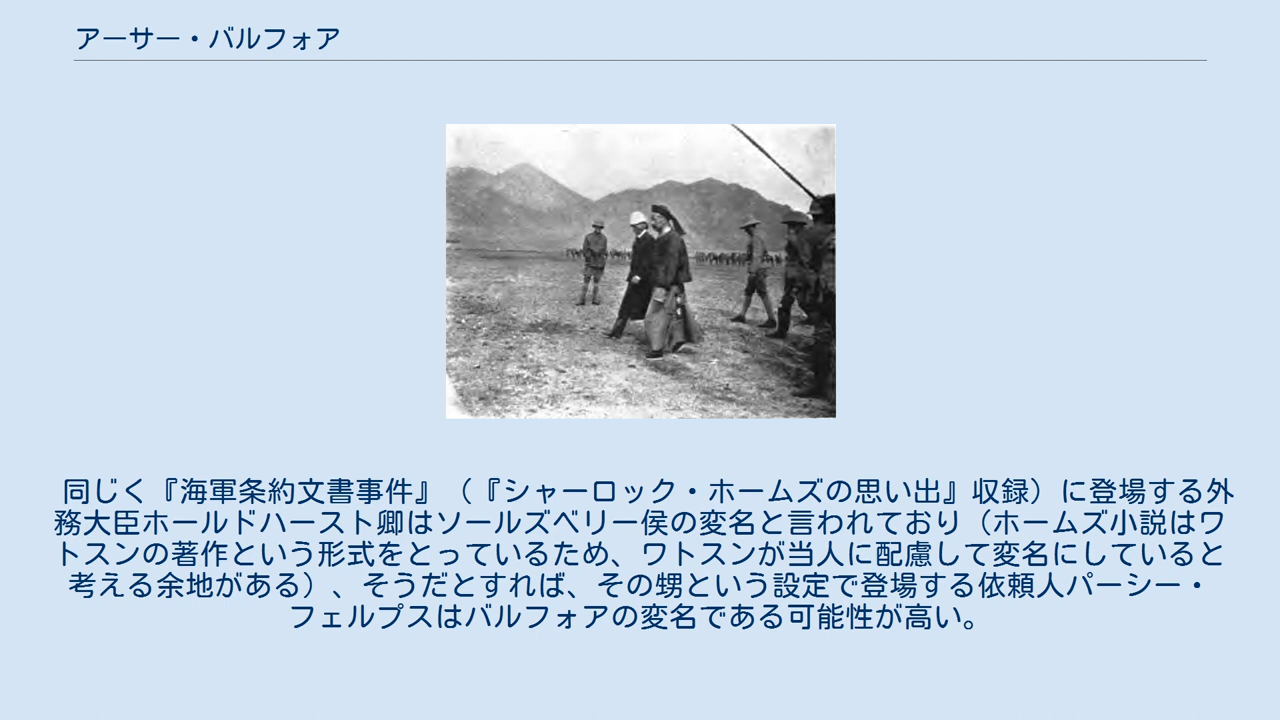 アーサー・バルフォア
同じく『海軍条約文書事件』（『シャーロック・ホームズの思い出』収録）に登場する外
務大臣ホールドハースト卿はソールズベリー侯の変名と言われており（ホームズ小説はワ
トスンの著作という形式をとっているため、ワトスンが当人に配慮して変名にしていると
考える余地がある）、そうだとすれば、その甥という設定で登場する依頼人パーシー・
フェルプスはバルフォアの変名である可能性が高い。